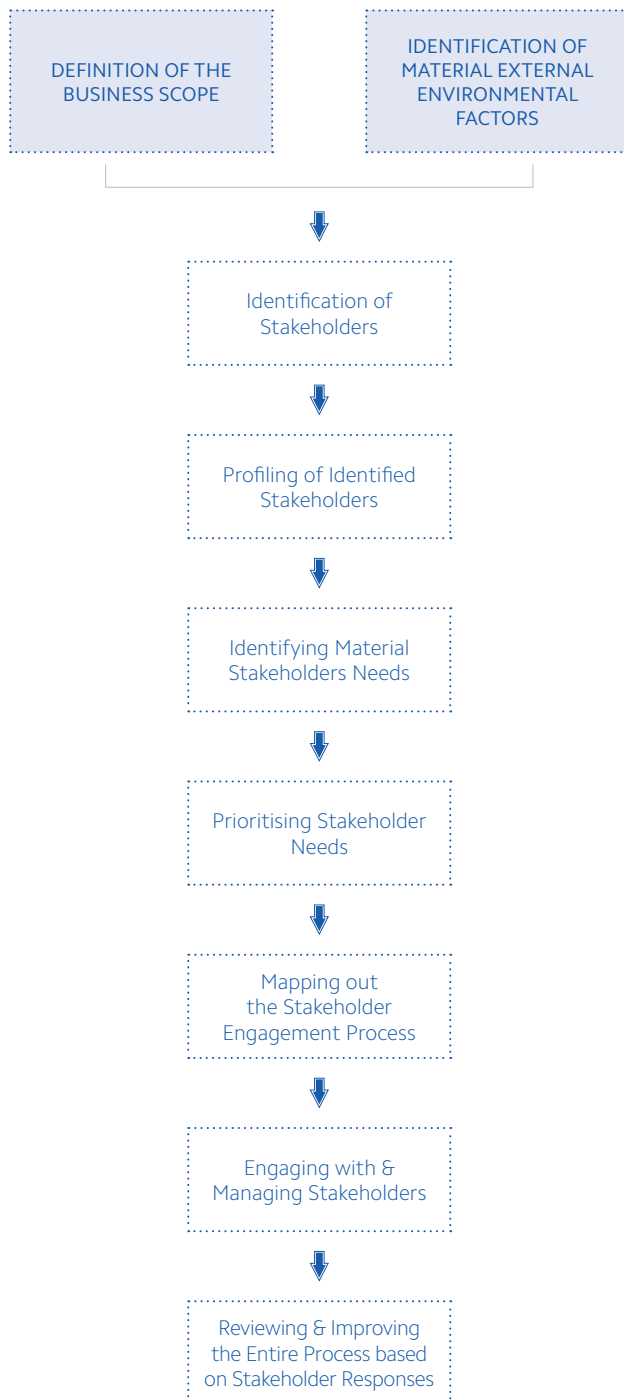 DEFINITION OF THE
BUSINESS SCOPE
IDENTIFICATION OF
MATERIAL EXTERNAL
ENVIRONMENTAL
FACTORS
Identification of
Stakeholders
Profiling of Identified
Stakeholders
Identifying Material
Stakeholders Needs
Prioritising Stakeholder
Needs
Mapping out
the Stakeholder
Engagement Process
Engaging with &
Managing Stakeholders
Reviewing & Improving
the Entire Process based
on Stakeholder Responses